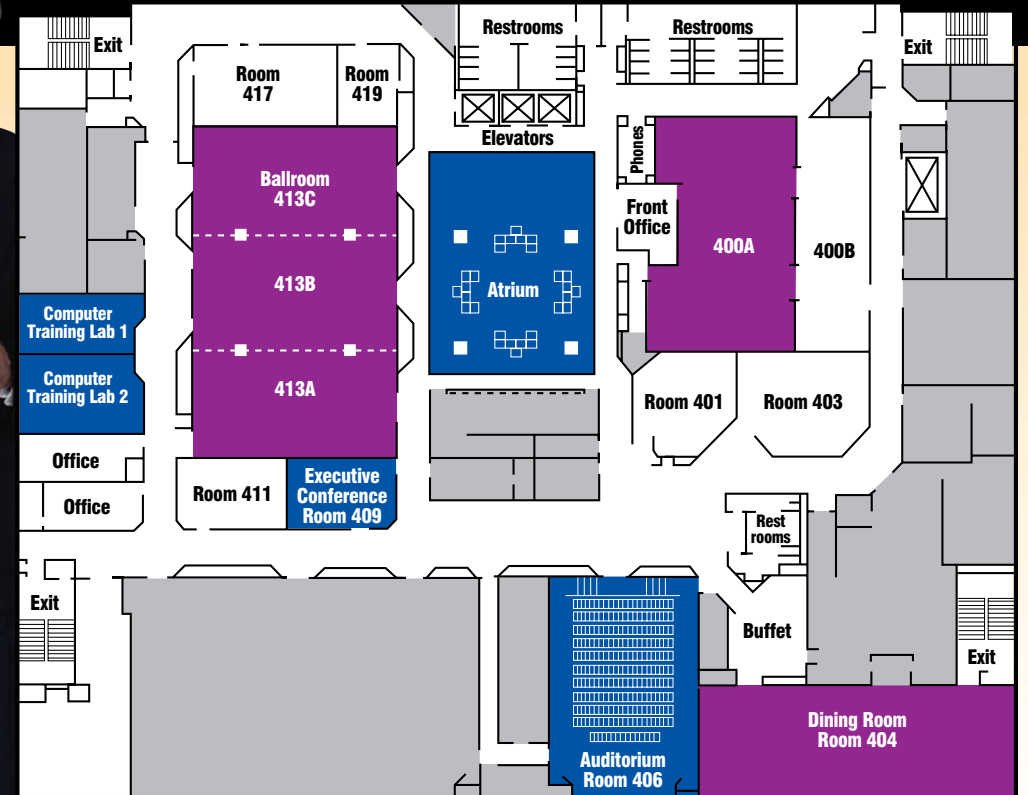 Exit
Restrooms
Restrooms
Exit
Room
417
Room
419
Elevators
Phones
Ballroom
413C
Front
Office
400A
400B
413B
Atrium
Computer
Training Lab 1
Computer
Training Lab 2
413A
Room 401
Room 403
Office
Office
Room 411
Executive
Conference
Room 409
Rest
rooms
Exit
Buffet
Exit
Dining Room
Room 404
Auditorium
Room 406